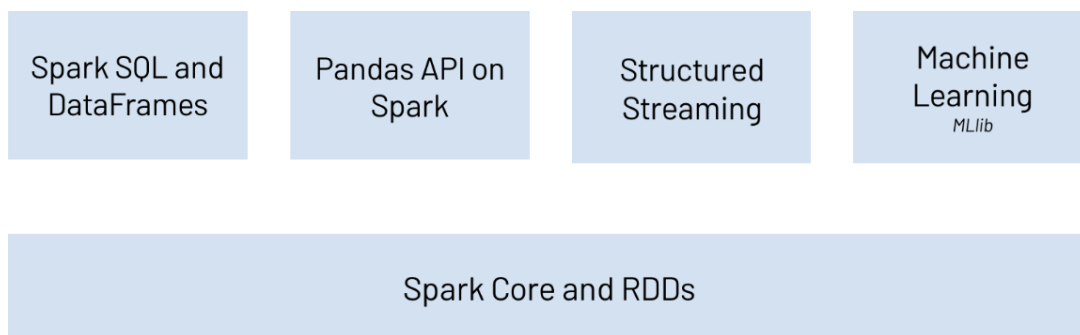 Spark SQL and
DataFrames
Pandas API on
Spark
Structured
Streaming
Machine
Learning
MLlib
Spark Core and RDDs